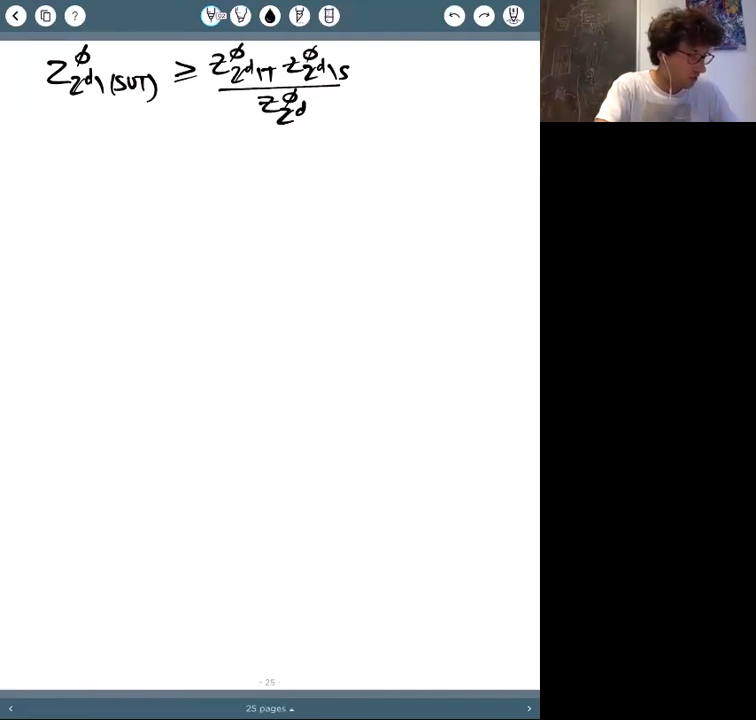 Z^ϕ_{Z^d \ (S∪T)} ≥ Z^ϕ_{Z^d \ T} Z^ϕ_{Z^d \ S} / Z^ϕ_{Z^d}
- 25 -
25 pages